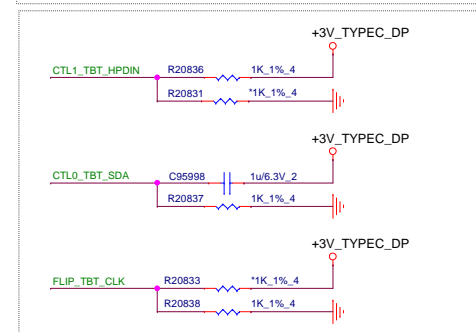 +3V_TYPEC_DP
CTL1_TBT_HPDIN R20836 1K_1%_4
R20831 *1K_1%_4
+3V_TYPEC_DP
CTL0_TBT_SDA C95998 1u/6.3V_2
R20837 1K_1%_4
+3V_TYPEC_DP
FLIP_TBT_CLK R20833 *1K_1%_4
R20838 1K_1%_4